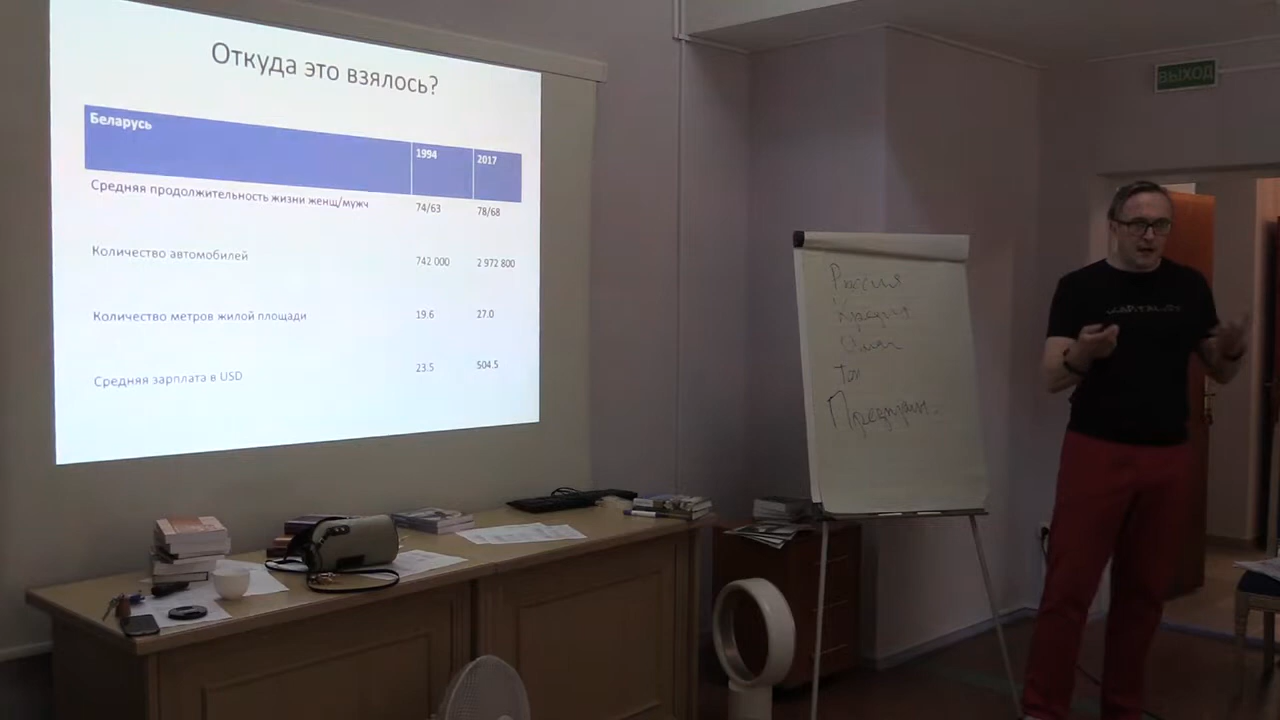 Откуда это взялось?
Беларусь 1994 2017
Средняя продолжительность жизни женщ/мужч 74/63 78/68
Количество автомобилей 742 000 2 972 800
Количество метров жилой площади 19.6 27.0
Средняя зарплата в USD 23.5 504.5
ВЫХОД
Россия